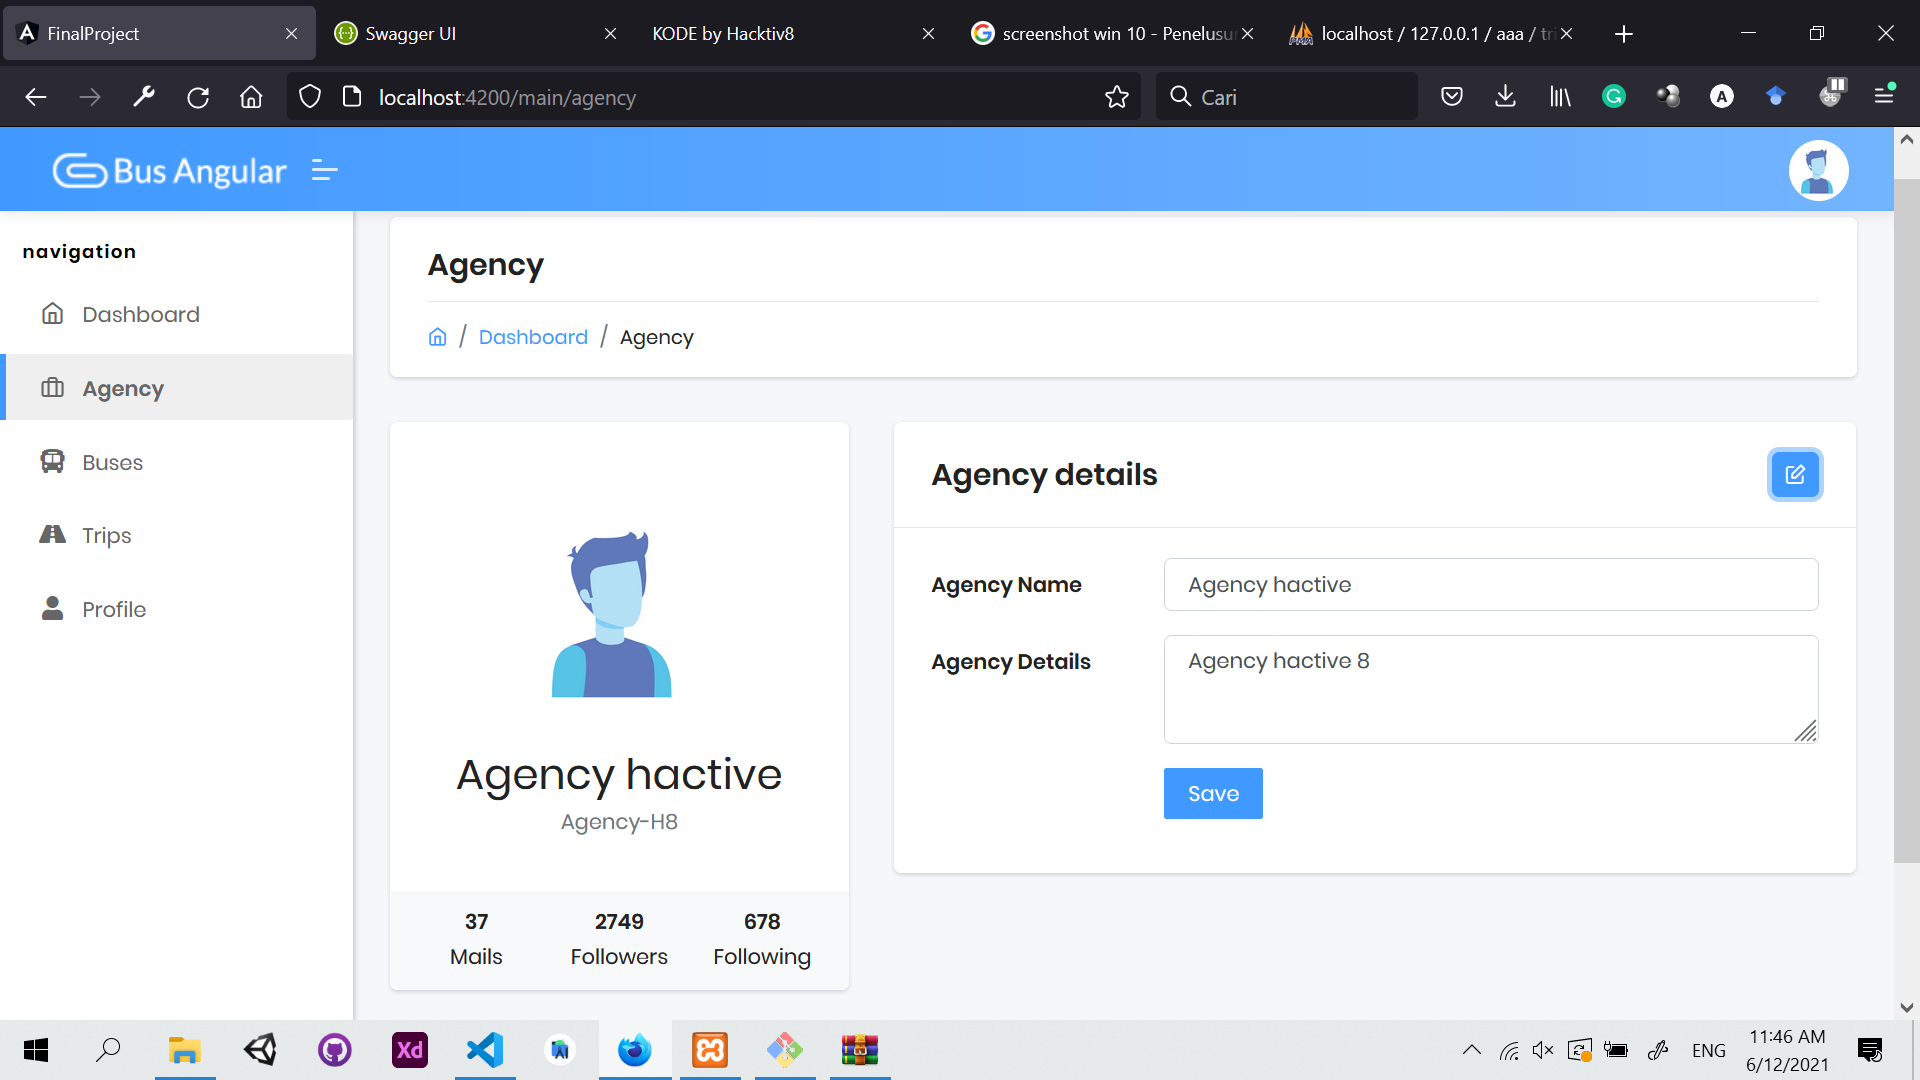 FinalProject
Swagger UI
KODE by Hacktiv8
screenshot win 10 - Penelusu
localhost / 127.0.0.1 / aaa / tri
localhost:4200/main/agency
Cari
Bus Angular
navigation
Dashboard
Agency
Buses
Trips
Profile
Agency
/ Dashboard / Agency
Agency hactive
Agency-H8
37
Mails
2749
Followers
678
Following
Agency details
Agency Name
Agency hactive
Agency Details
Agency hactive 8
Save
Xd
ENG
11:46 AM
6/12/2021